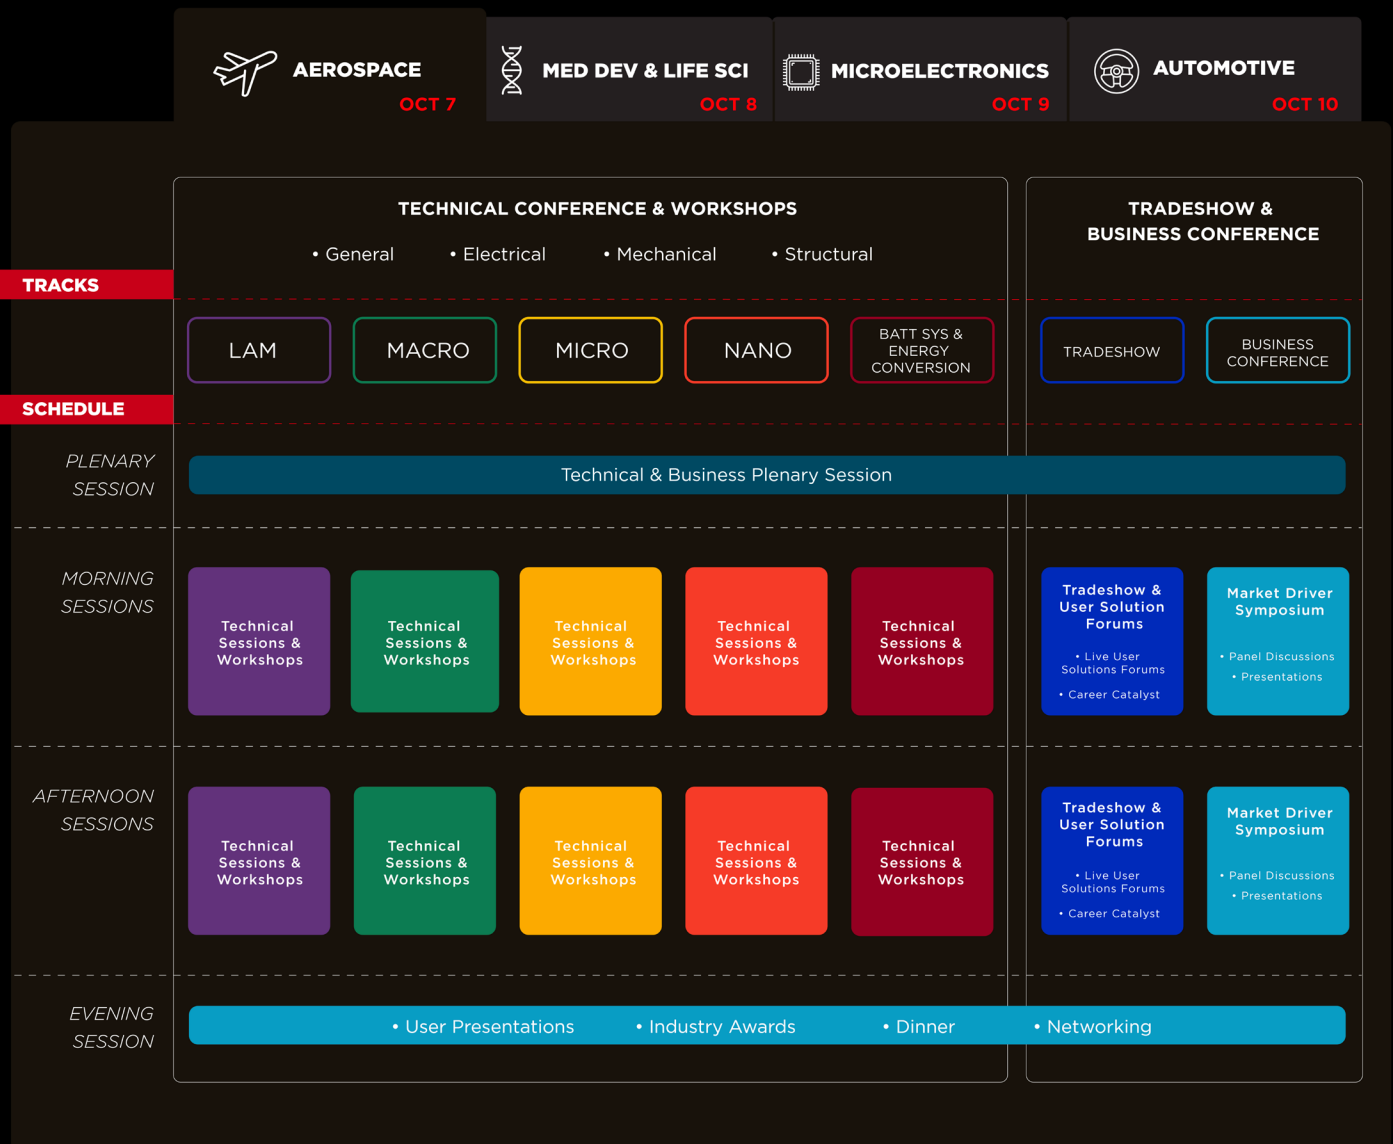 AEROSPACE
OCT 7
MED DEV & LIFE SCI
OCT 8
MICROELECTRONICS
OCT 9
AUTOMOTIVE
OCT 10
TECHNICAL CONFERENCE & WORKSHOPS
• General • Electrical • Mechanical • Structural
TRADESHOW &
BUSINESS CONFERENCE
TRACKS
LAM
MACRO
MICRO
NANO
BATT SYS &
ENERGY
CONVERSION
TRADESHOW
BUSINESS
CONFERENCE
SCHEDULE
PLENARY
SESSION
Technical & Business Plenary Session
MORNING
SESSIONS
Technical
Sessions &
Workshops
Technical
Sessions &
Workshops
Technical
Sessions &
Workshops
Technical
Sessions &
Workshops
Technical
Sessions &
Workshops
Tradeshow &
User Solution
Forums
• Live User
Solutions Forums
• Career Catalyst
Market Driver
Symposium
• Panel Discussions
• Presentations
AFTERNOON
SESSIONS
Technical
Sessions &
Workshops
Technical
Sessions &
Workshops
Technical
Sessions &
Workshops
Technical
Sessions &
Workshops
Technical
Sessions &
Workshops
Tradeshow &
User Solution
Forums
• Live User
Solutions Forums
• Career Catalyst
Market Driver
Symposium
• Panel Discussions
• Presentations
EVENING
SESSION
• User Presentations • Industry Awards • Dinner • Networking